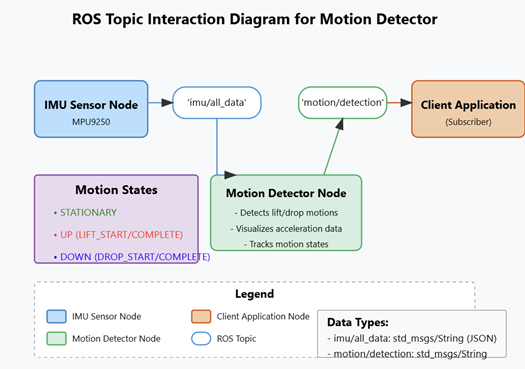 ROS Topic Interaction Diagram for Motion Detector
IMU Sensor Node
MPU9250
'imu/all_data'
'motion/detection'
Client Application
(Subscriber)
Motion States
• STATIONARY
• UP (LIFT_START/COMPLETE)
• DOWN (DROP_START/COMPLETE)
Motion Detector Node
- Detects lift/drop motions
- Visualizes acceleration data
- Tracks motion states
Legend
IMU Sensor Node
Client Application Node
Motion Detector Node
ROS Topic
Data Types:
- imu/all_data: std_msgs/String (JSON)
- motion/detection: std_msgs/String